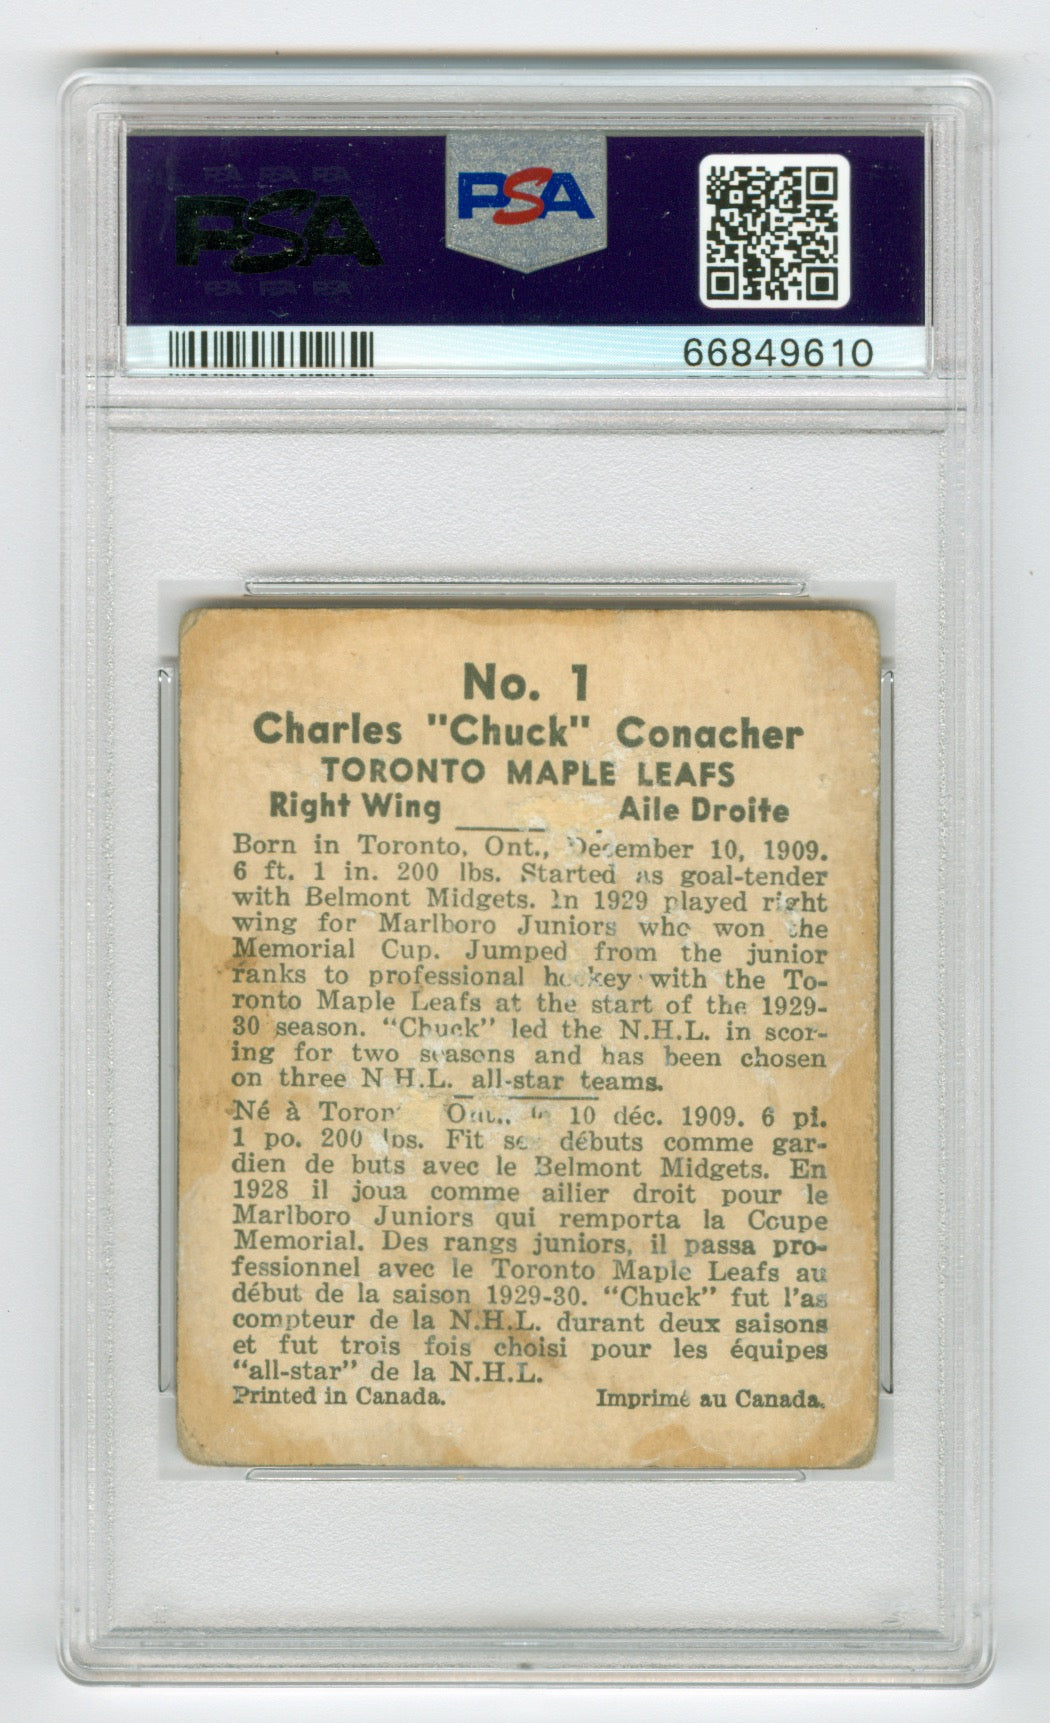 PSA PSA PSA
PSA
PSA PSA PSA
PSA
66849610
No. 1
Charles "Chuck" Conacher
TORONTO MAPLE LEAFS
Right Wing Aile Droite
Born in Toronto, Ont., December 10, 1909.
6 ft. 1 in. 200 lbs. Started as goal-tender
with Belmont Midgets. In 1929 played right
wing for Marlboro Juniors who won the
Memorial Cup. Jumped from the junior
ranks to professional hockey with the To-
ronto Maple Leafs at the start of the 1929-
30 season. "Chuck" led the N.H.L. in scor-
ing for two seasons and has been chosen
on three N.H.L. all-star teams.
Né à Toronto, Ont., le 10 déc. 1909. 6 pi.
1 po. 200 lbs. Fit ses débuts comme gar-
dien de buts avec le Belmont Midgets. En
1928 il joua comme ailier droit pour le
Marlboro Juniors qui remporta la Coupe
Memorial. Des rangs juniors, il passa pro-
fessionnel avec le Toronto Maple Leafs au
début de la saison 1929-30. "Chuck" fut l'as
compteur de la N.H.L. durant deux saisons
et fut trois fois choisi pour les équipes
"all-star" de la N.H.L.
Printed in Canada. Imprimé au Canada.